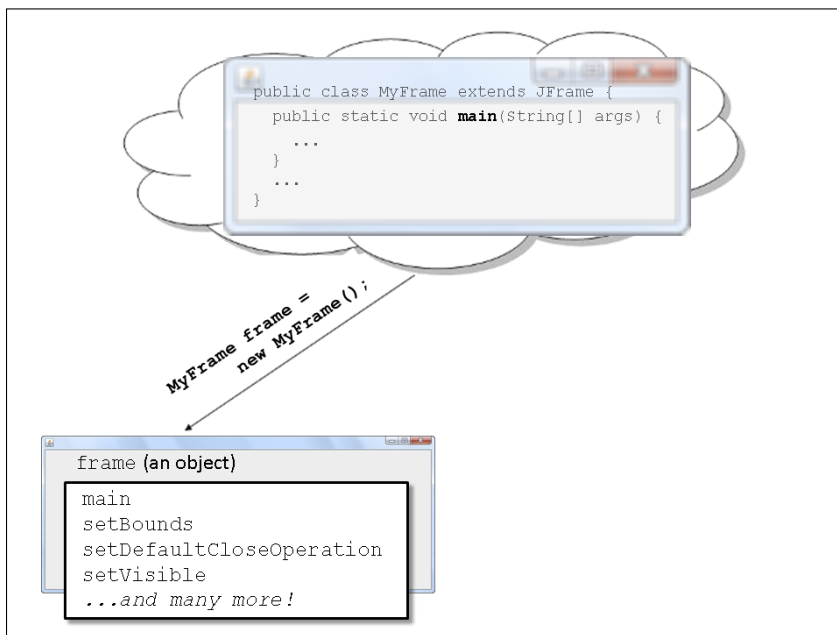 public class MyFrame extends JFrame {
public static void main(String[] args) {
...
}
...
}
MyFrame frame =
new MyFrame();
frame (an object)
main
setBounds
setDefaultCloseOperation
setVisible
...and many more!